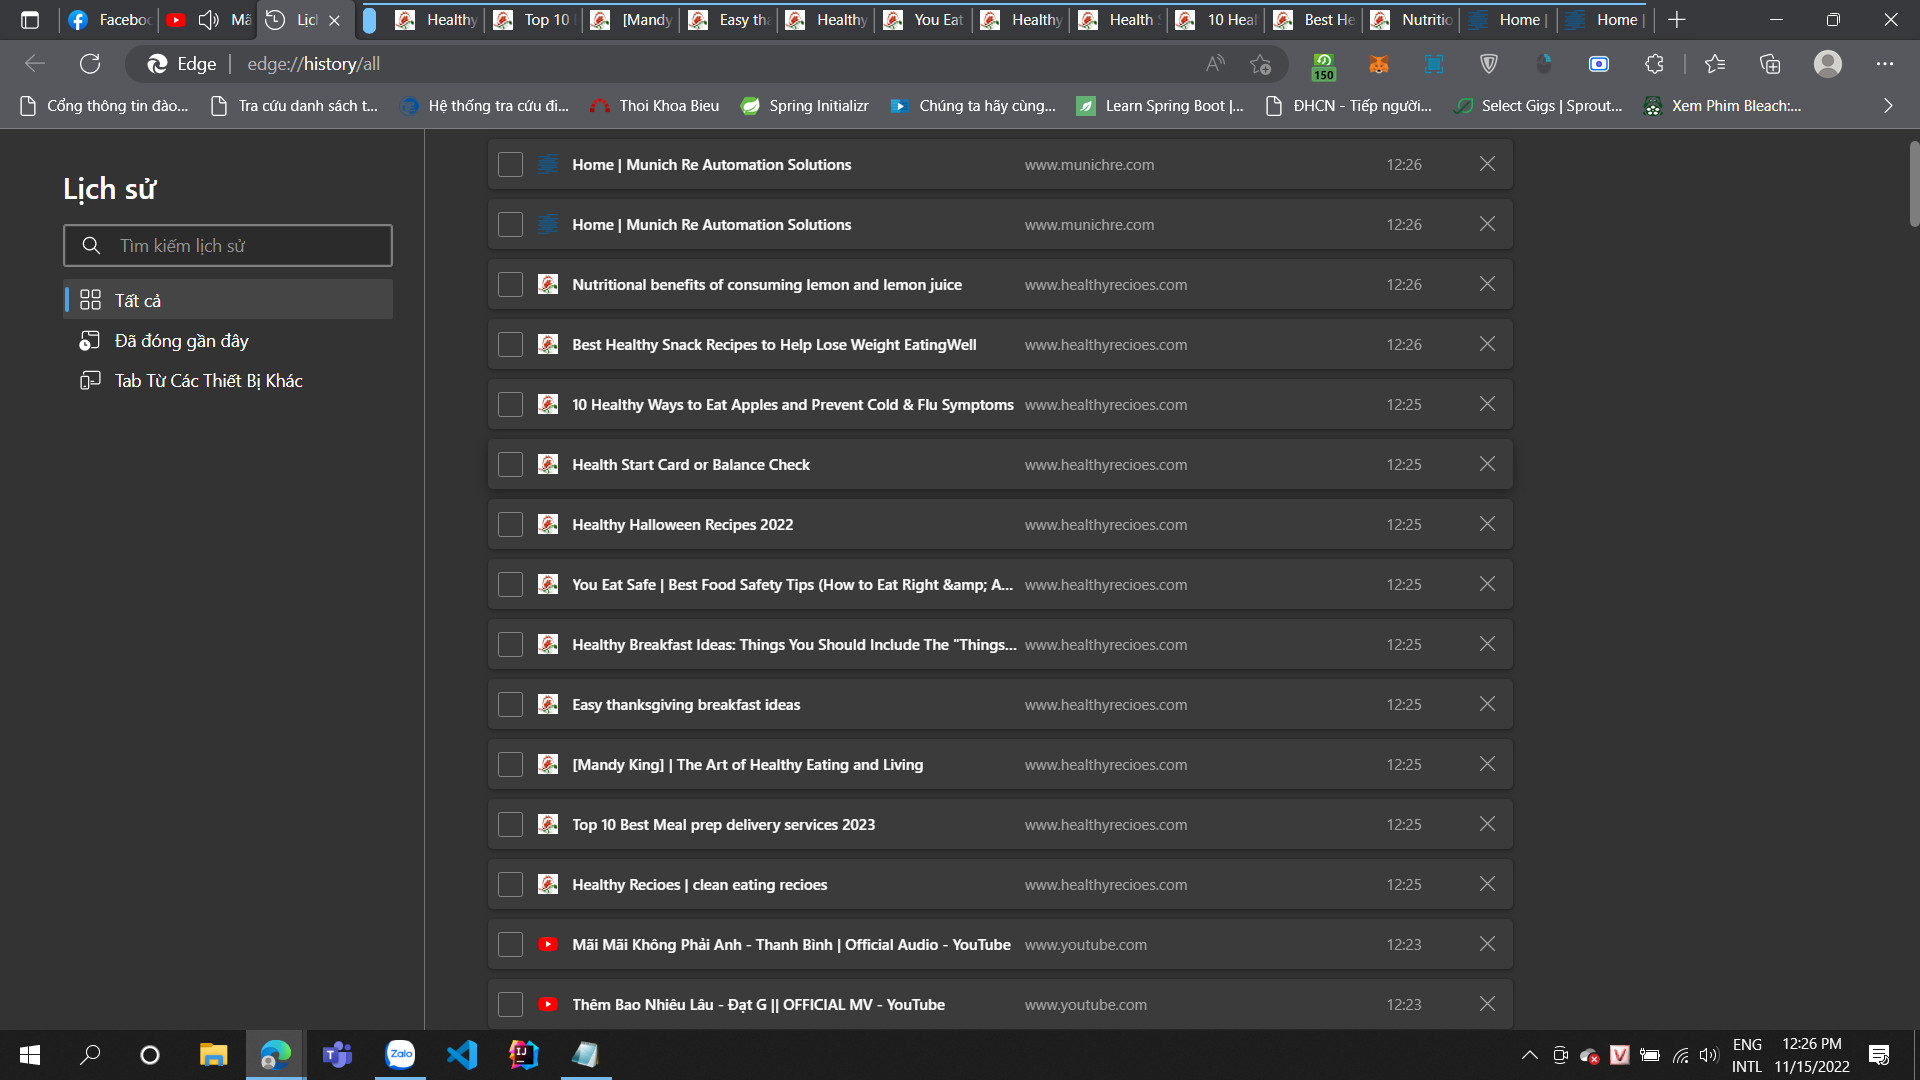 Faceboo
Mã
Lịch
Healthy
Top 10
[Mandy
Easy tha
Healthy
You Eat
Healthy
Health S
10 Heal
Best He
Nutritio
Home |
Home |
Edge
edge://history/all
150
Cổng thông tin đào...
Tra cứu danh sách t...
Hệ thống tra cứu đi...
Thoi Khoa Bieu
Spring Initializr
Chúng ta hãy cùng...
Learn Spring Boot |...
ĐHCN - Tiếp người...
Select Gigs | Sprout...
Xem Phim Bleach:...
Lịch sử
Tìm kiếm lịch sử
Tất cả
Đã đóng gần đây
Tab Từ Các Thiết Bị Khác
Home | Munich Re Automation Solutions www.munichre.com 12:26
Home | Munich Re Automation Solutions www.munichre.com 12:26
Nutritional benefits of consuming lemon and lemon juice www.healthyrecioes.com 12:26
Best Healthy Snack Recipes to Help Lose Weight EatingWell www.healthyrecioes.com 12:26
10 Healthy Ways to Eat Apples and Prevent Cold & Flu Symptoms www.healthyrecioes.com 12:25
Health Start Card or Balance Check www.healthyrecioes.com 12:25
Healthy Halloween Recipes 2022 www.healthyrecioes.com 12:25
You Eat Safe | Best Food Safety Tips (How to Eat Right &amp; A... www.healthyrecioes.com 12:25
Healthy Breakfast Ideas: Things You Should Include The "Things... www.healthyrecioes.com 12:25
Easy thanksgiving breakfast ideas www.healthyrecioes.com 12:25
[Mandy King] | The Art of Healthy Eating and Living www.healthyrecioes.com 12:25
Top 10 Best Meal prep delivery services 2023 www.healthyrecioes.com 12:25
Healthy Recioes | clean eating recioes www.healthyrecioes.com 12:25
Mãi Mãi Không Phải Anh - Thanh Bình | Official Audio - YouTube www.youtube.com 12:23
Thêm Bao Nhiêu Lâu - Đạt G || OFFICIAL MV - YouTube www.youtube.com 12:23
Zalo
ENG
INTL
12:26 PM
11/15/2022